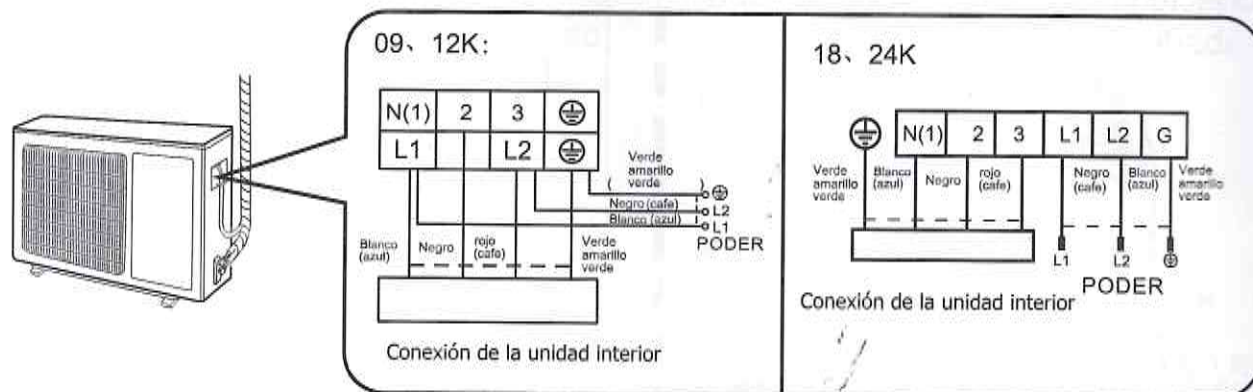 09、12K:
N(1) 2 3
L1 L2
Verde
amarillo
( verde )
Negro (cafe) L2
Blanco (azul) L1
PODER
Blanco
(azul)
Negro
rojo
(cafe)
Verde
amarillo
verde
Conexión de la unidad interior
18、24K
N(1) 2 3 L1 L2 G
Verde
amarillo
verde
Blanco
(azul)
Negro
rojo
(cafe)
Negro
(cafe)
Blanco
(azul)
Verde
amarillo
verde
L1 L2
PODER
Conexión de la unidad interior